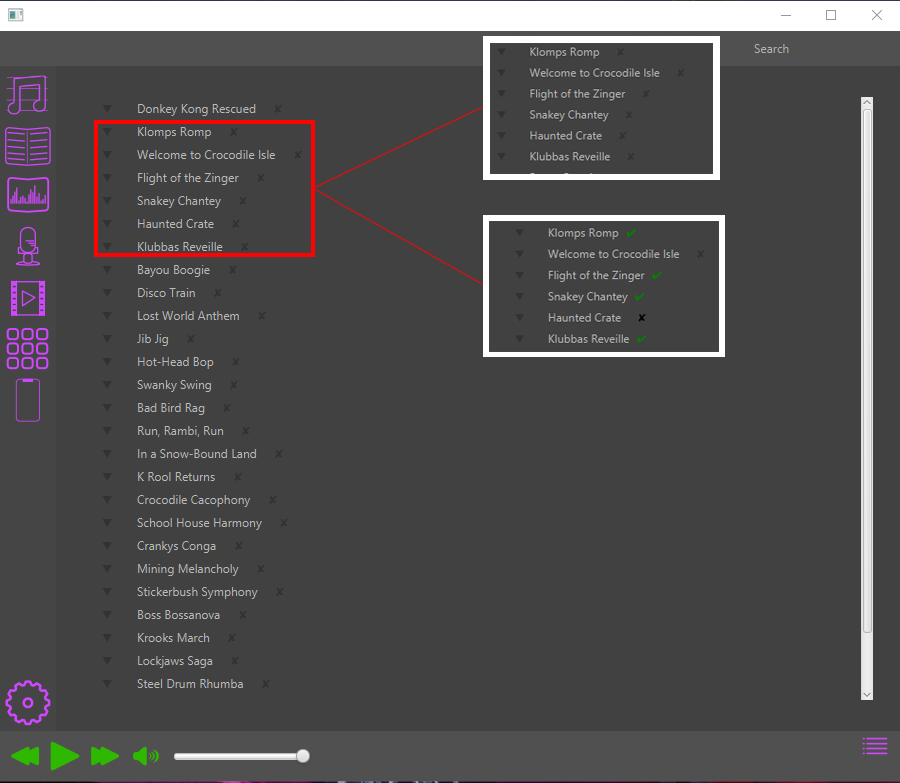 Search
Klomps Romp ✘
Welcome to Crocodile Isle ✘
Flight of the Zinger ✘
Snakey Chantey ✘
Haunted Crate ✘
Klubbas Reveille ✘
Klomps Romp ✔
Welcome to Crocodile Isle ✘
Flight of the Zinger ✔
Snakey Chantey ✔
Haunted Crate ✘
Klubbas Reveille ✔
Donkey Kong Rescued ✘
Klomps Romp ✘
Welcome to Crocodile Isle ✘
Flight of the Zinger ✘
Snakey Chantey ✘
Haunted Crate ✘
Klubbas Reveille ✘
Bayou Boogie ✘
Disco Train ✘
Lost World Anthem ✘
Jib Jig ✘
Hot-Head Bop ✘
Swanky Swing ✘
Bad Bird Rag ✘
Run, Rambi, Run ✘
In a Snow-Bound Land ✘
K Rool Returns ✘
Crocodile Cacophony ✘
School House Harmony ✘
Crankys Conga ✘
Mining Melancholy ✘
Stickerbush Symphony ✘
Boss Bossanova ✘
Krooks March ✘
Lockjaws Saga ✘
Steel Drum Rhumba ✘